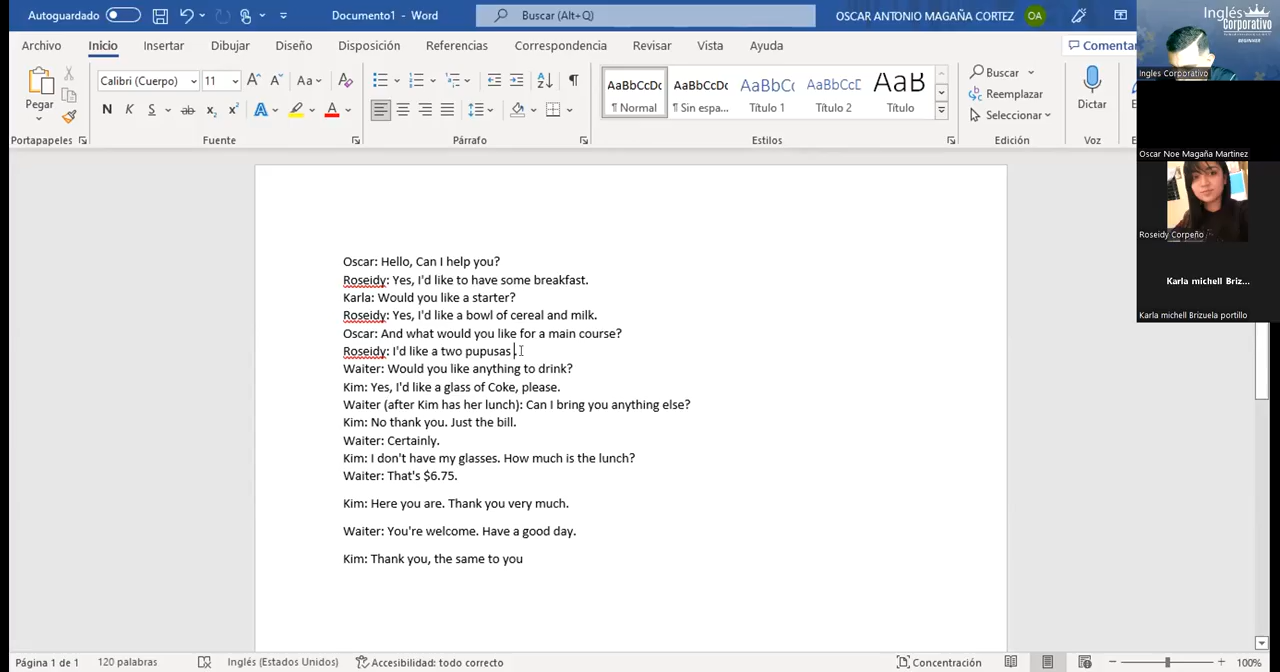 Autoguardado
Documento1 - Word
Buscar (Alt+Q)
OSCAR ANTONIO MAGAÑA CORTEZ
OA
Archivo Inicio Insertar Dibujar Diseño Disposición Referencias Correspondencia Revisar Vista Ayuda
Comentar
Pegar
Calibri (Cuerpo) 11
N K S
AaBbCcDc AaBbCcDc AaBbCc AaBbCcD AaB
¶ Normal ¶ Sin espa... Título 1 Título 2 Título
Buscar
Reemplazar
Seleccionar
Dictar
Portapapeles Fuente Párrafo Estilos Edición Voz
Inglés
Corporativo
BEGINNER
Ingles Corporativo
Oscar Noe Magaña Martinez
Roseidy Corpeño
Karla michell Briz...
Karla michell Brizuela portillo
Oscar: Hello, Can I help you?
Roseidy: Yes, I'd like to have some breakfast.
Karla: Would you like a starter?
Roseidy: Yes, I'd like a bowl of cereal and milk.
Oscar: And what would you like for a main course?
Roseidy: I'd like a two pupusas .
Waiter: Would you like anything to drink?
Kim: Yes, I'd like a glass of Coke, please.
Waiter (after Kim has her lunch): Can I bring you anything else?
Kim: No thank you. Just the bill.
Waiter: Certainly.
Kim: I don't have my glasses. How much is the lunch?
Waiter: That's $6.75.
Kim: Here you are. Thank you very much.
Waiter: You're welcome. Have a good day.
Kim: Thank you, the same to you
Página 1 de 1 120 palabras Inglés (Estados Unidos) Accesibilidad: todo correcto Concentración 100%